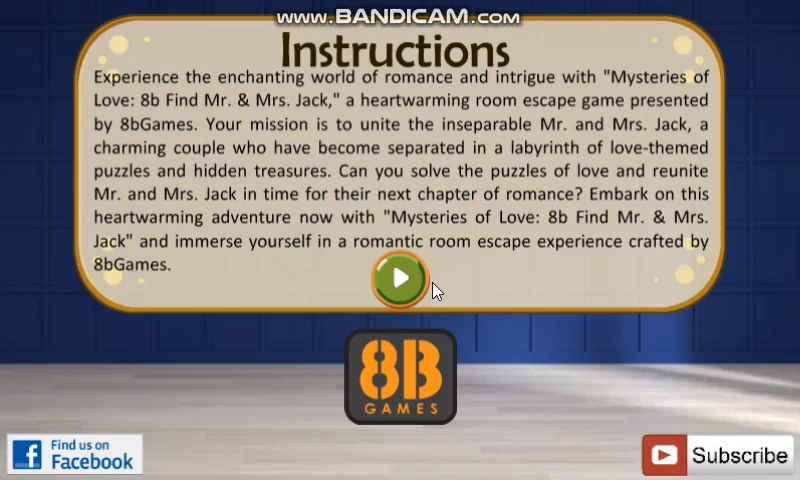 www.BANDICAM.com
Instructions
Experience the enchanting world of romance and intrigue with "Mysteries of
Love: 8b Find Mr. & Mrs. Jack," a heartwarming room escape game presented
by 8bGames. Your mission is to unite the inseparable Mr. and Mrs. Jack, a
charming couple who have become separated in a labyrinth of love-themed
puzzles and hidden treasures. Can you solve the puzzles of love and reunite
Mr. and Mrs. Jack in time for their next chapter of romance? Embark on this
heartwarming adventure now with "Mysteries of Love: 8b Find Mr. & Mrs.
Jack" and immerse yourself in a romantic room escape experience crafted by
8bGames.
8B
GAMES
Find us on
Facebook
Subscribe